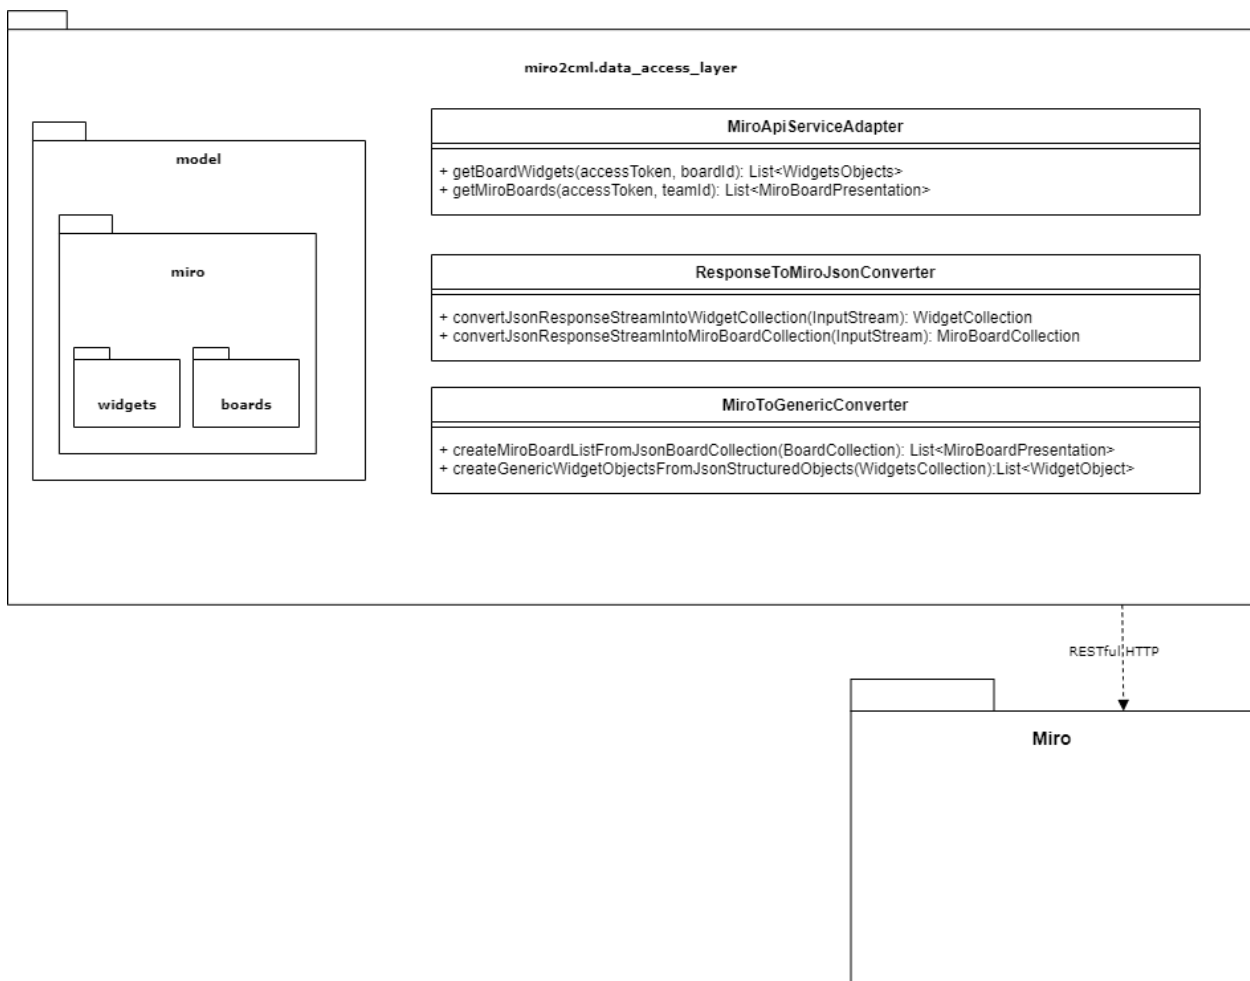 miro2cml.data_access_layer
model
miro
widgets
boards
MiroApiServiceAdapter
+ getBoardWidgets(accessToken, boardId): List<WidgetsObjects>
+ getMiroBoards(accessToken, teamId): List<MiroBoardPresentation>
ResponseToMiroJsonConverter
+ convertJsonResponseStreamIntoWidgetCollection(InputStream): WidgetCollection
+ convertJsonResponseStreamIntoMiroBoardCollection(InputStream): MiroBoardCollection
MiroToGenericConverter
+ createMiroBoardListFromJsonBoardCollection(BoardCollection): List<MiroBoardPresentation>
+ createGenericWidgetObjectsFromJsonStructuredObjects(WidgetsCollection):List<WidgetObject>
RESTful HTTP
Miro